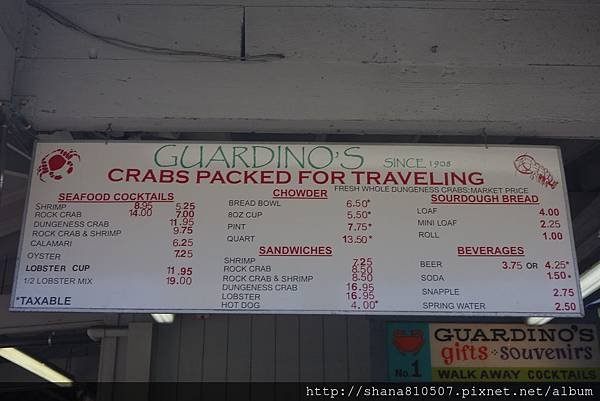 GUARDINO'S SINCE 1908
CRABS PACKED FOR TRAVELING
FRESH WHOLE DUNGENESS CRABS; MARKET PRICE
SEAFOOD COCKTAILS
SHRIMP 8.95 5.25
ROCK CRAB 14.00 7.00
DUNGENESS CRAB 11.95
ROCK CRAB & SHRIMP 9.75
CALAMARI 6.25
OYSTER 7.25
LOBSTER CUP 11.95
1/2 LOBSTER MIX 19.00
*TAXABLE
CHOWDER
BREAD BOWL 6.50*
8OZ CUP 5.50*
PINT 7.75*
QUART 13.50*
SANDWICHES
SHRIMP 7.25
ROCK CRAB 8.50
ROCK CRAB & SHRIMP 8.50
DUNGENESS CRAB 16.95
LOBSTER 16.95
HOT DOG 4.00*
SOURDOUGH BREAD
LOAF 4.00
MINI LOAF 2.25
ROLL 1.00
BEVERAGES
BEER 3.75 OR 4.25*
SODA 1.50*
SNAPPLE 2.75
SPRING WATER 2.50
No. 1
GUARDINO'S
gifts - souvenirs
WALK AWAY COCKTAILS
http://shana810507.pixnet.net/album